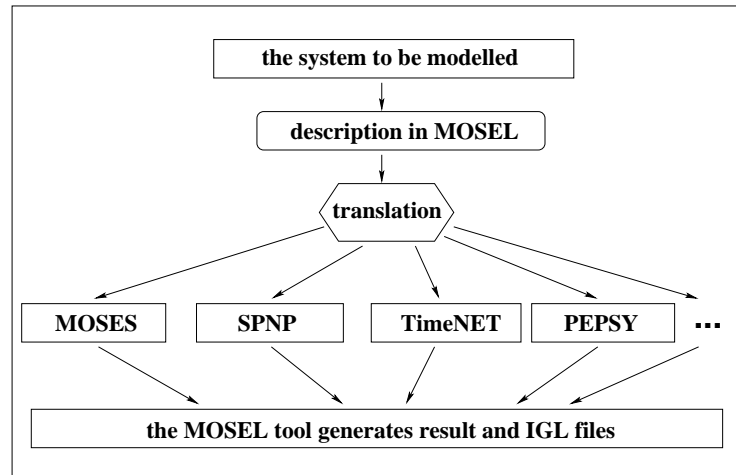 the system to be modelled
description in MOSEL
translation
MOSES SPNP TimeNET PEPSY ...
the MOSEL tool generates result and IGL files